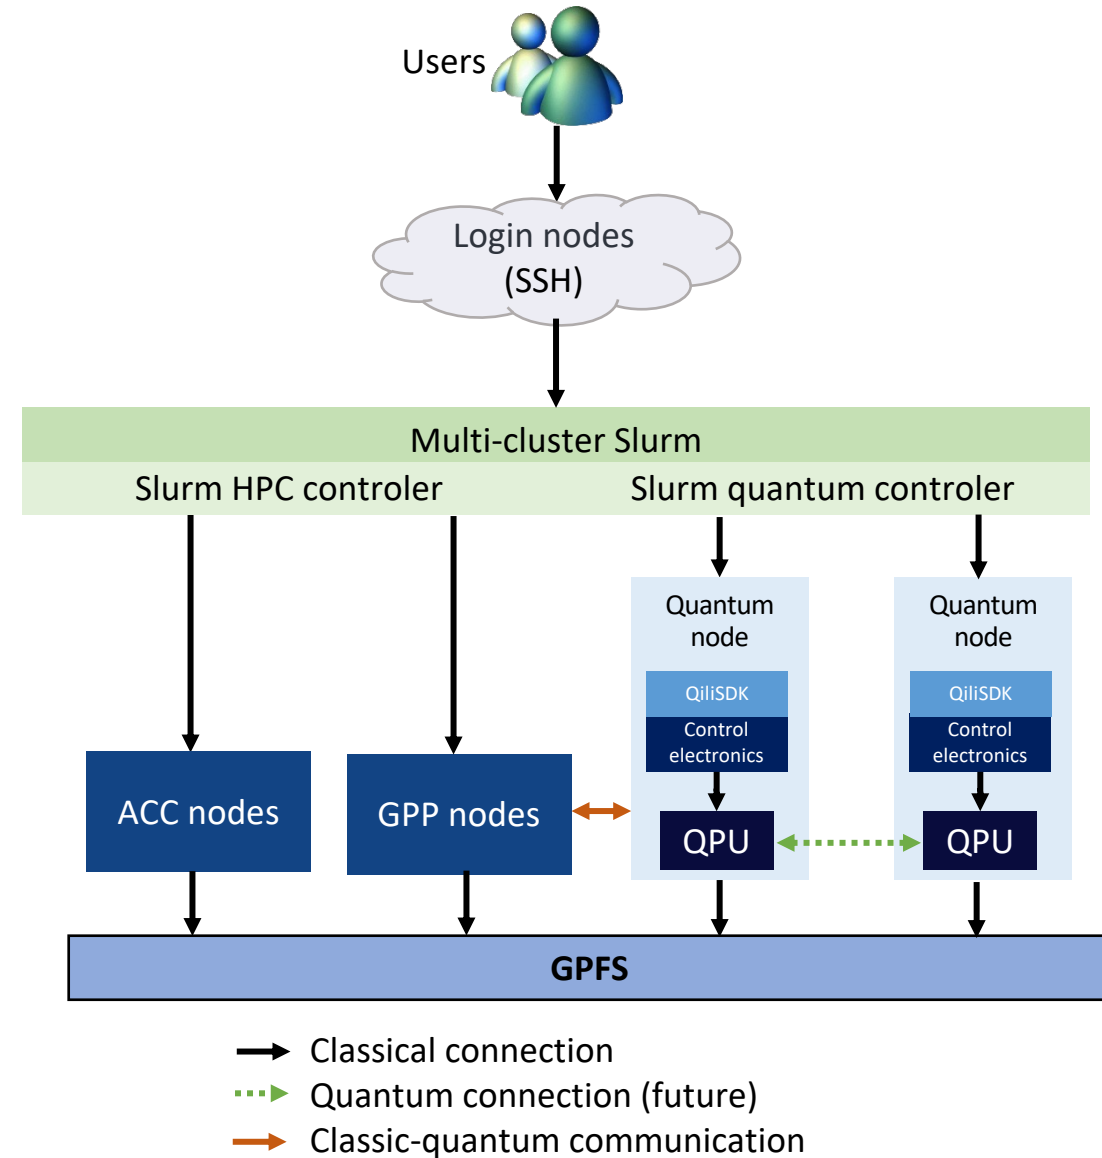 Users
Login nodes
(SSH)
Multi-cluster Slurm
Slurm HPC controler
Slurm quantum controler
Quantum
node
Quantum
node
QiliSDK
QiliSDK
Control
electronics
Control
electronics
ACC nodes
GPP nodes
QPU
QPU
GPFS
Classical connection
Quantum connection (future)
Classic-quantum communication